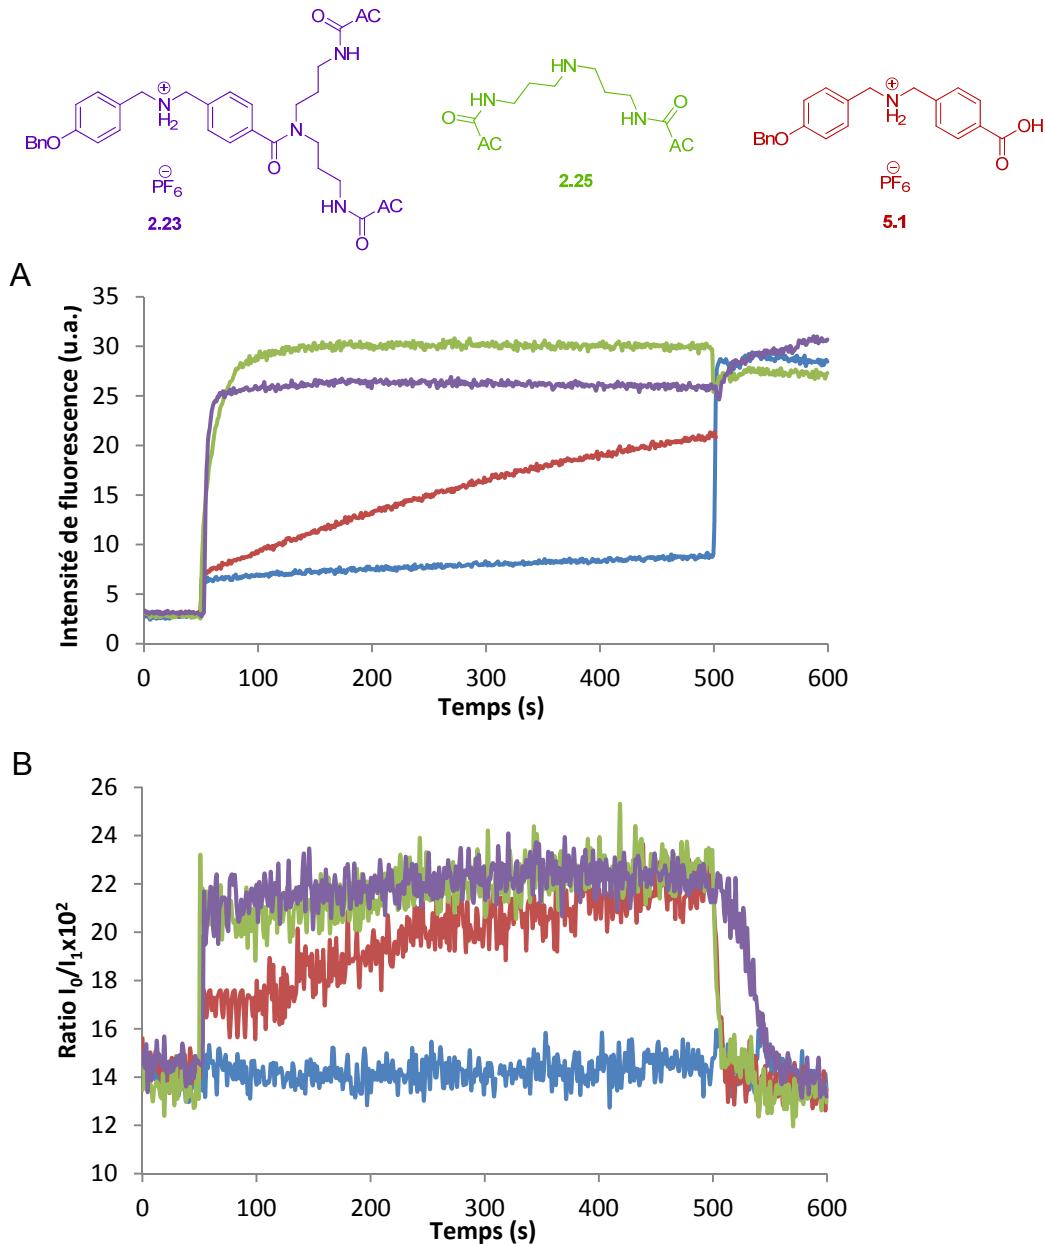 O AC
NH
HN
NH O
O HN
AC AC
2.25
⊕
N
H2
BnO
N
O
⊖
PF6
HN AC
O
2.23
⊕
N
H2
BnO
OH
O
⊖
PF6
5.1
A
Intensité de fluorescence (u.a.)
35
30
25
20
15
10
5
0
0 100 200 300 400 500 600
Temps (s)
B
Ratio I0/I1x10²
26
24
22
20
18
16
14
12
10
0 100 200 300 400 500 600
Temps (s)